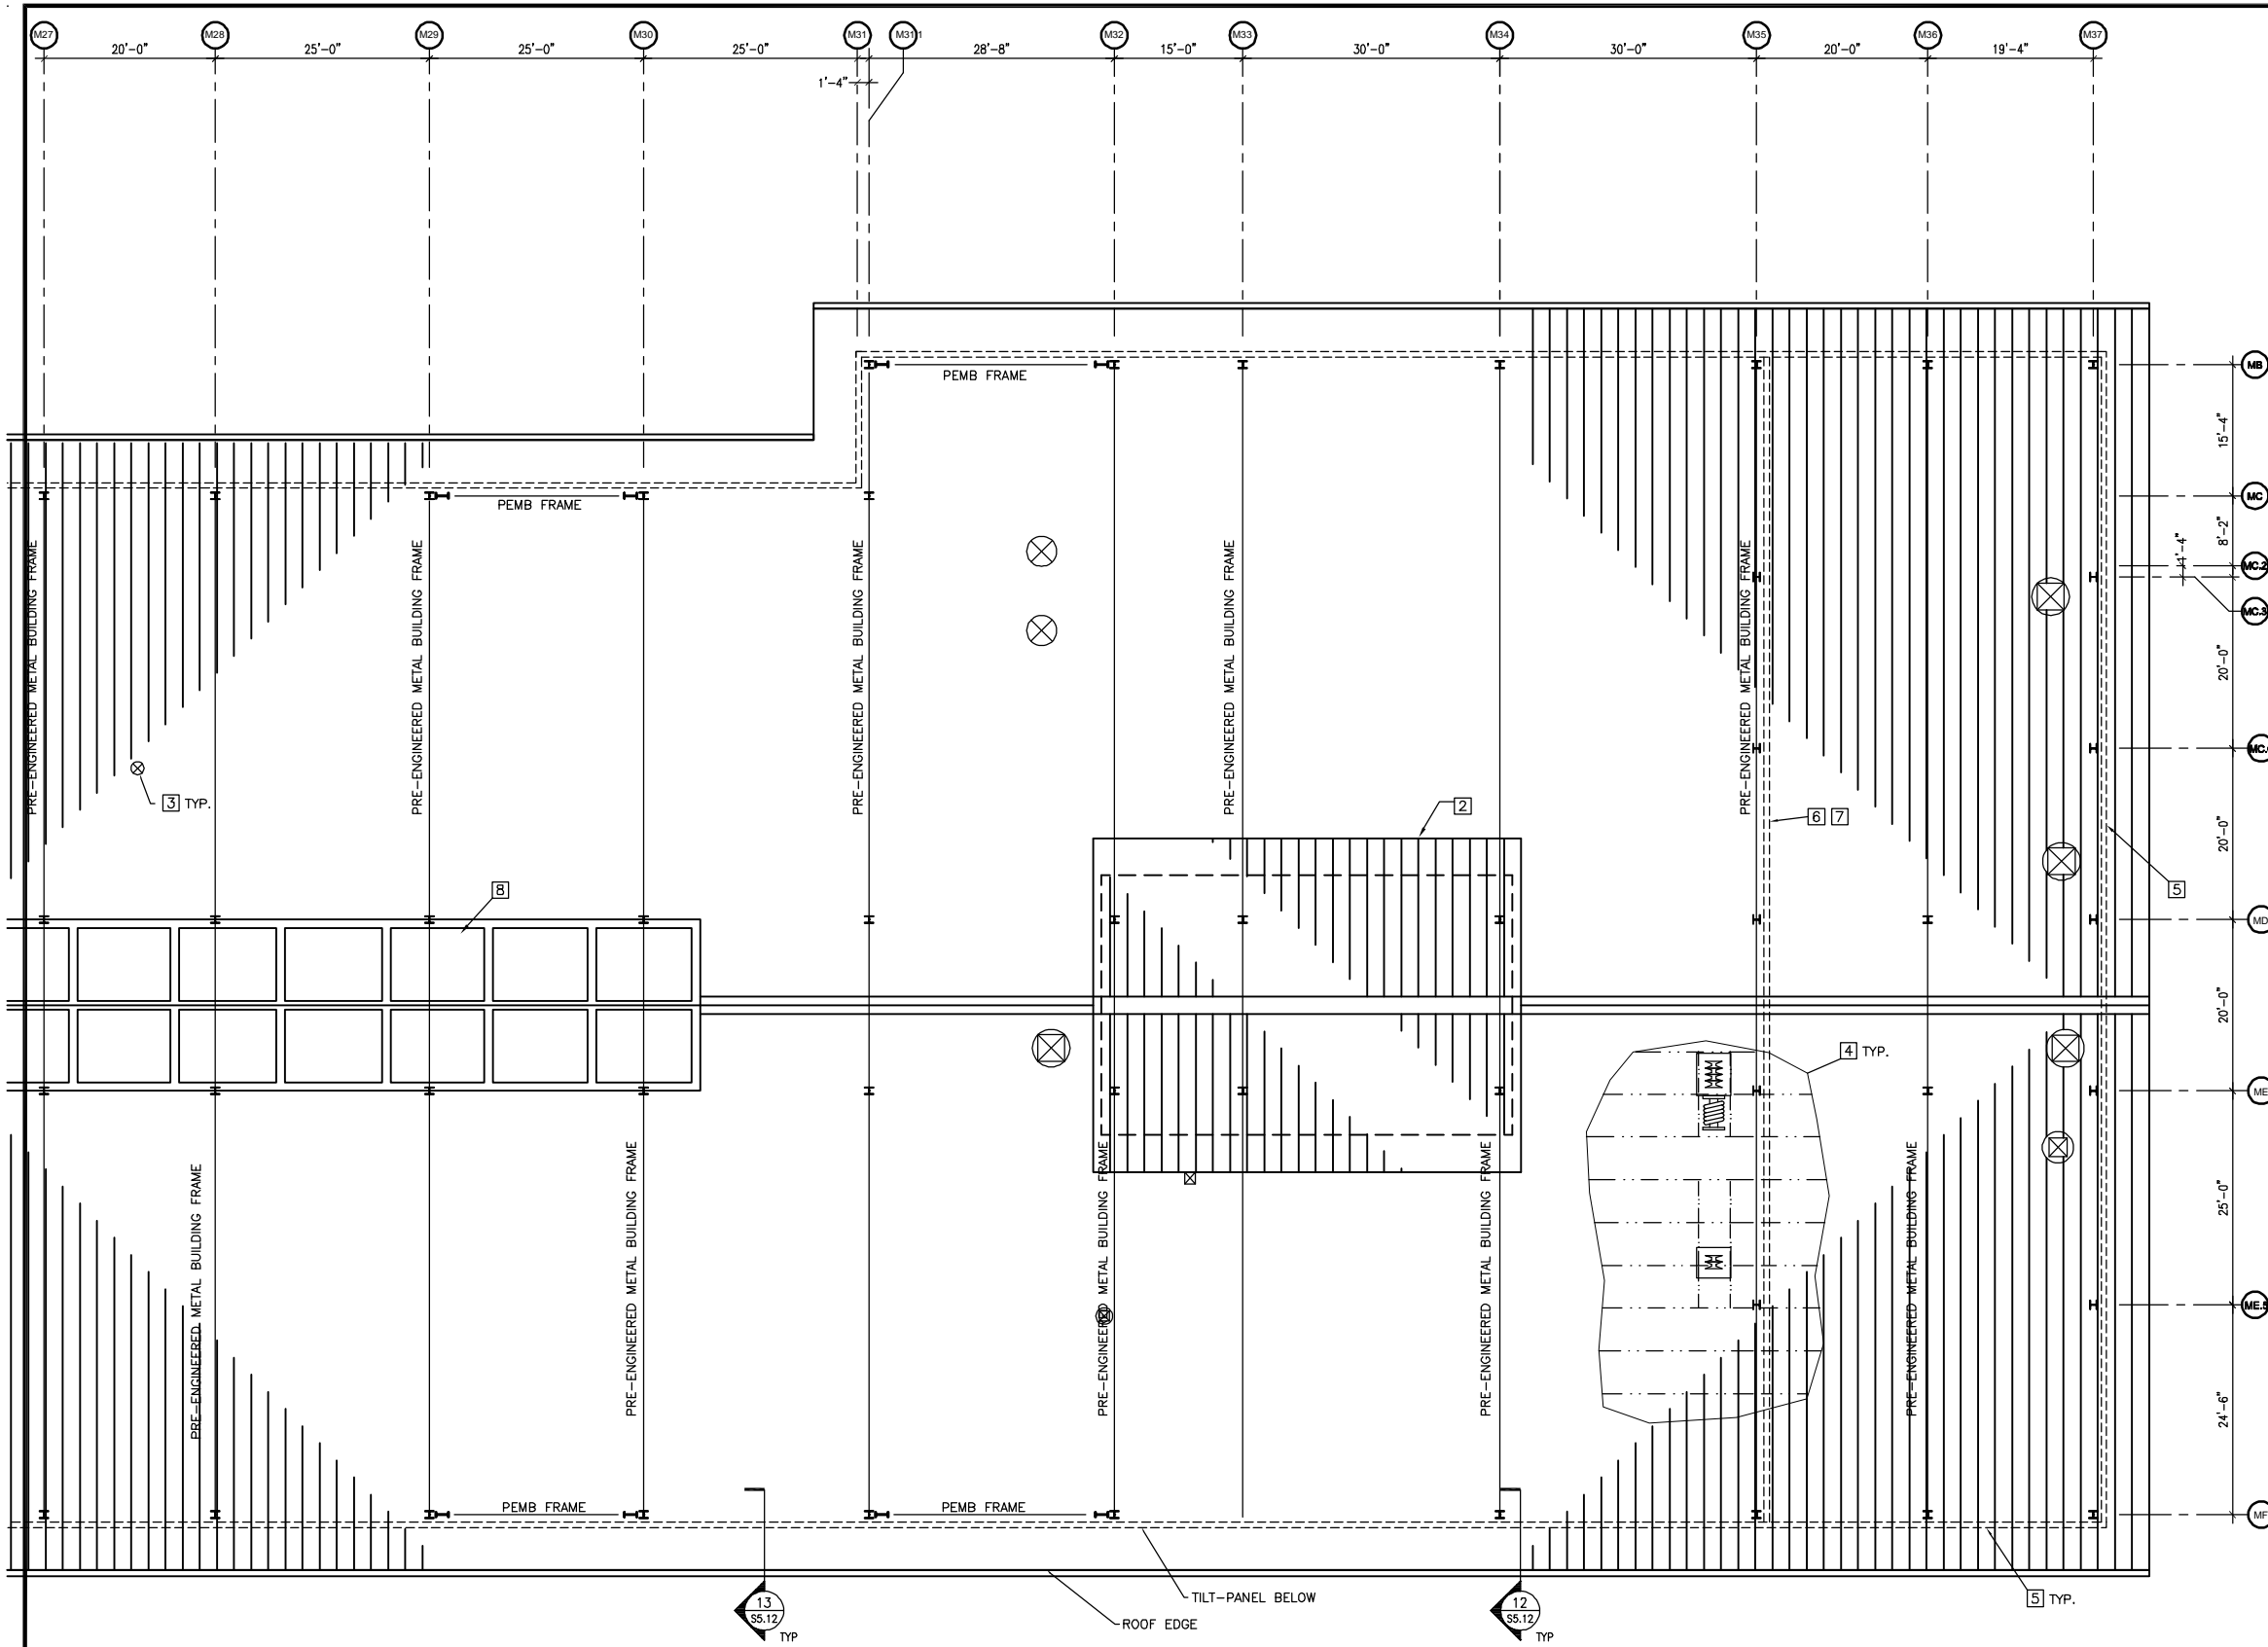 M27 M28 M29 M30 M31 M32 M33 M34 M35 M36 M37
20'-0" 25'-0" 25'-0" 25'-0" 28'-8" 15'-0" 30'-0" 30'-0" 20'-0" 19'-4"
1'-4"
MB
PEMB FRAME
15'-4"
MC
PEMB FRAME
8'-2"
1'-4"
MC.2
MC.3
PRE-ENGINEERED METAL BUILDING FRAME
PRE-ENGINEERED METAL BUILDING FRAME
PRE-ENGINEERED METAL BUILDING FRAME
PRE-ENGINEERED METAL BUILDING FRAME
PRE-ENGINEERED METAL BUILDING FRAME
20'-0"
3 TYP.
2
6 7
20'-0"
8
5
MD
20'-0"
4 TYP.
ME
PRE-ENGINEERED METAL BUILDING FRAME
PRE-ENGINEERED METAL BUILDING FRAME
PRE-ENGINEERED METAL BUILDING FRAME
PRE-ENGINEERED METAL BUILDING FRAME
PRE-ENGINEERED METAL BUILDING FRAME
25'-0"
ME.5
24'-6"
PEMB FRAME
PEMB FRAME
MF
TILT-PANEL BELOW
ROOF EDGE
5 TYP.
13
S5.12
TYP
12
S5.12
TYP